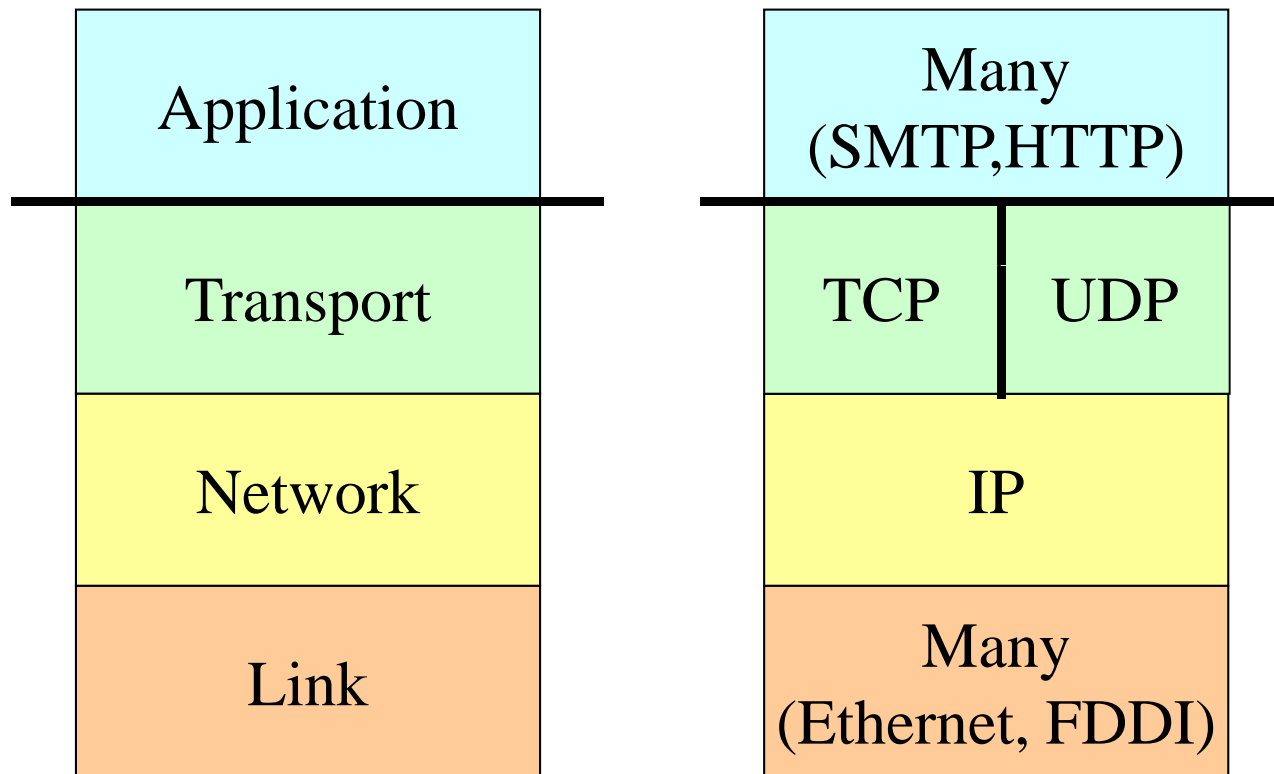 Application
Transport
Network
Link
Many
(SMTP,HTTP)
TCP UDP
IP
Many
(Ethernet, FDDI)